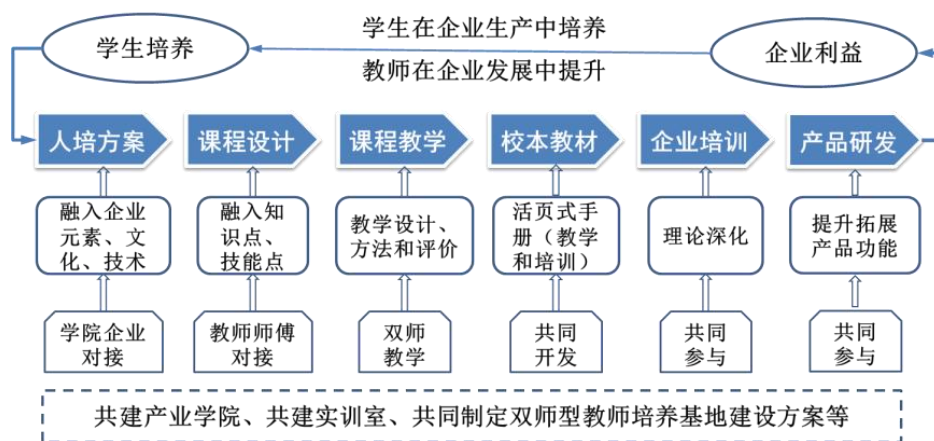 学生培养
学生在企业生产中培养
教师在企业发展中提升
企业利益
人培方案
课程设计
课程教学
校本教材
企业培训
产品研发
融入企业
元素、文
化、技术
融入知
识点、
技能点
教学设计、
方法和评价
活页式手
册（教学
和培训）
理论深化
提升拓展
产品功能
学院企业
对接
教师师傅
对接
双师
教学
共同
开发
共同
参与
共同
参与
共建产业学院、共建实训室、共同制定双师型教师培养基地建设方案等